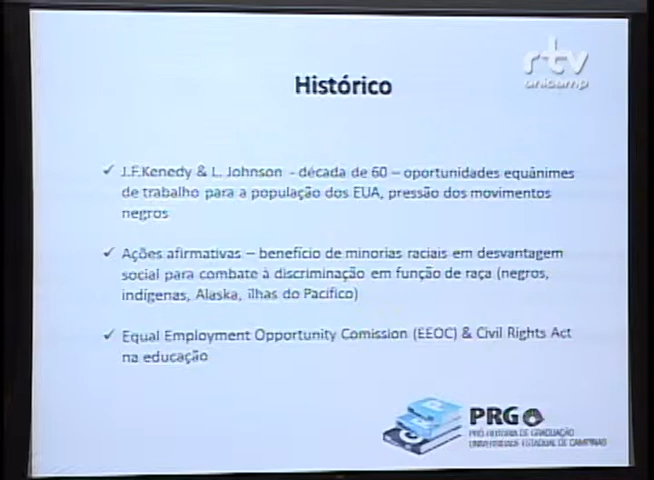 rtv
unicamp
Histórico
✓ J.F.Kenedy & L. Johnson - década de 60 – oportunidades equânimes
de trabalho para a população dos EUA, pressão dos movimentos
negros
✓ Ações afirmativas – benefício de minorias raciais em desvantagem
social para combate à discriminação em função de raça (negros,
indígenas, Alaska, ilhas do Pacífico)
✓ Equal Employment Opportunity Comission (EEOC) & Civil Rights Act
na educação
PRG
PRÓ-REITORIA DE GRADUAÇÃO
UNIVERSIDADE ESTADUAL DE CAMPINAS